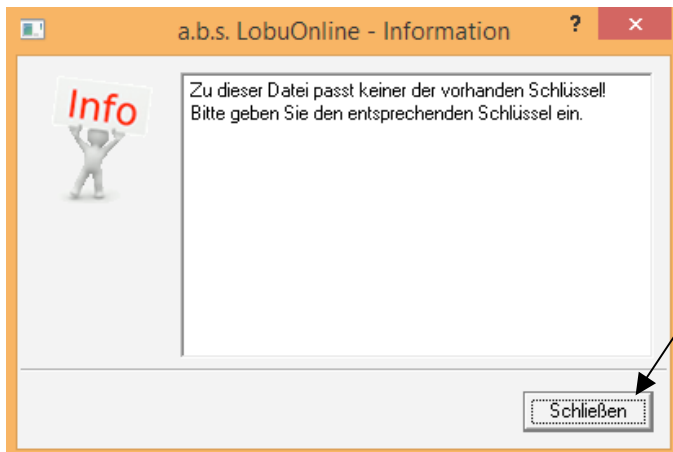 a.b.s. LobuOnline - Information
?
×
Info
Zu dieser Datei passt keiner der vorhanden Schlüssel!
Bitte geben Sie den entsprechenden Schlüssel ein.
Schließen